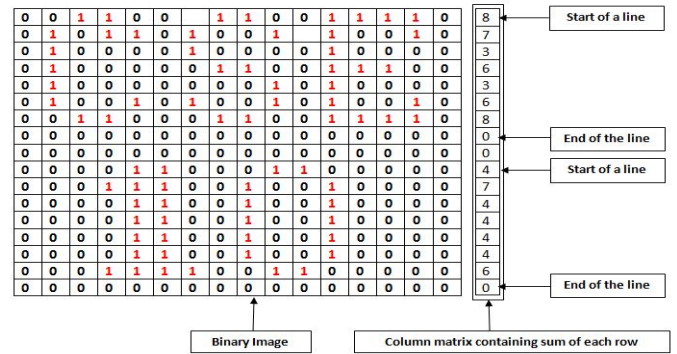 0 0 1 1 0 0 1 1 0 0 1 1 1 1 0 8 Start of a line
0 1 0 1 1 0 1 0 0 1 1 0 0 1 0 7
0 1 0 0 0 0 1 0 0 0 0 1 0 0 0 0 3
0 1 0 0 0 0 0 1 1 0 0 1 1 1 0 0 6
0 1 0 0 0 0 0 0 0 1 0 1 0 0 0 0 3
0 1 0 0 1 0 1 0 0 1 0 1 0 0 1 0 6
0 0 1 1 0 0 0 1 1 0 0 1 1 1 1 0 8
0 0 0 0 0 0 0 0 0 0 0 0 0 0 0 0 0 End of the line
0 0 0 0 0 0 0 0 0 0 0 0 0 0 0 0 0
0 0 0 0 1 1 0 0 0 1 1 0 0 0 0 0 4 Start of a line
0 0 0 1 1 1 0 0 1 0 0 1 0 0 0 0 7
0 0 0 0 1 1 0 0 1 0 0 1 0 0 0 0 4
0 0 0 0 1 1 0 0 1 0 0 1 0 0 0 0 4
0 0 0 0 1 1 0 0 1 0 0 1 0 0 0 0 4
0 0 0 0 1 1 0 0 1 0 0 1 0 0 0 0 4
0 0 0 1 1 1 1 0 0 1 1 0 0 0 0 0 6
0 0 0 0 0 0 0 0 0 0 0 0 0 0 0 0 0 End of the line
Binary Image Column matrix containing sum of each row